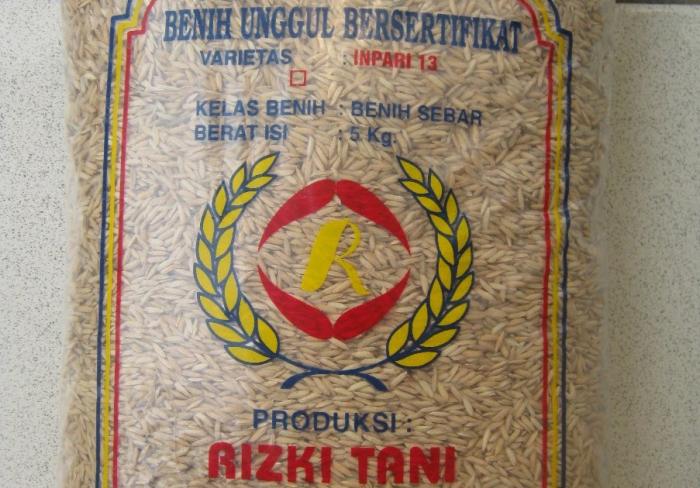 BENIH UNGGUL BERSERTIFIKAT
VARIETAS : INPARI 13
KELAS BENIH : BENIH SEBAR
BERAT ISI : 5 Kg.
R
PRODUKSI :
RIZKI TANI